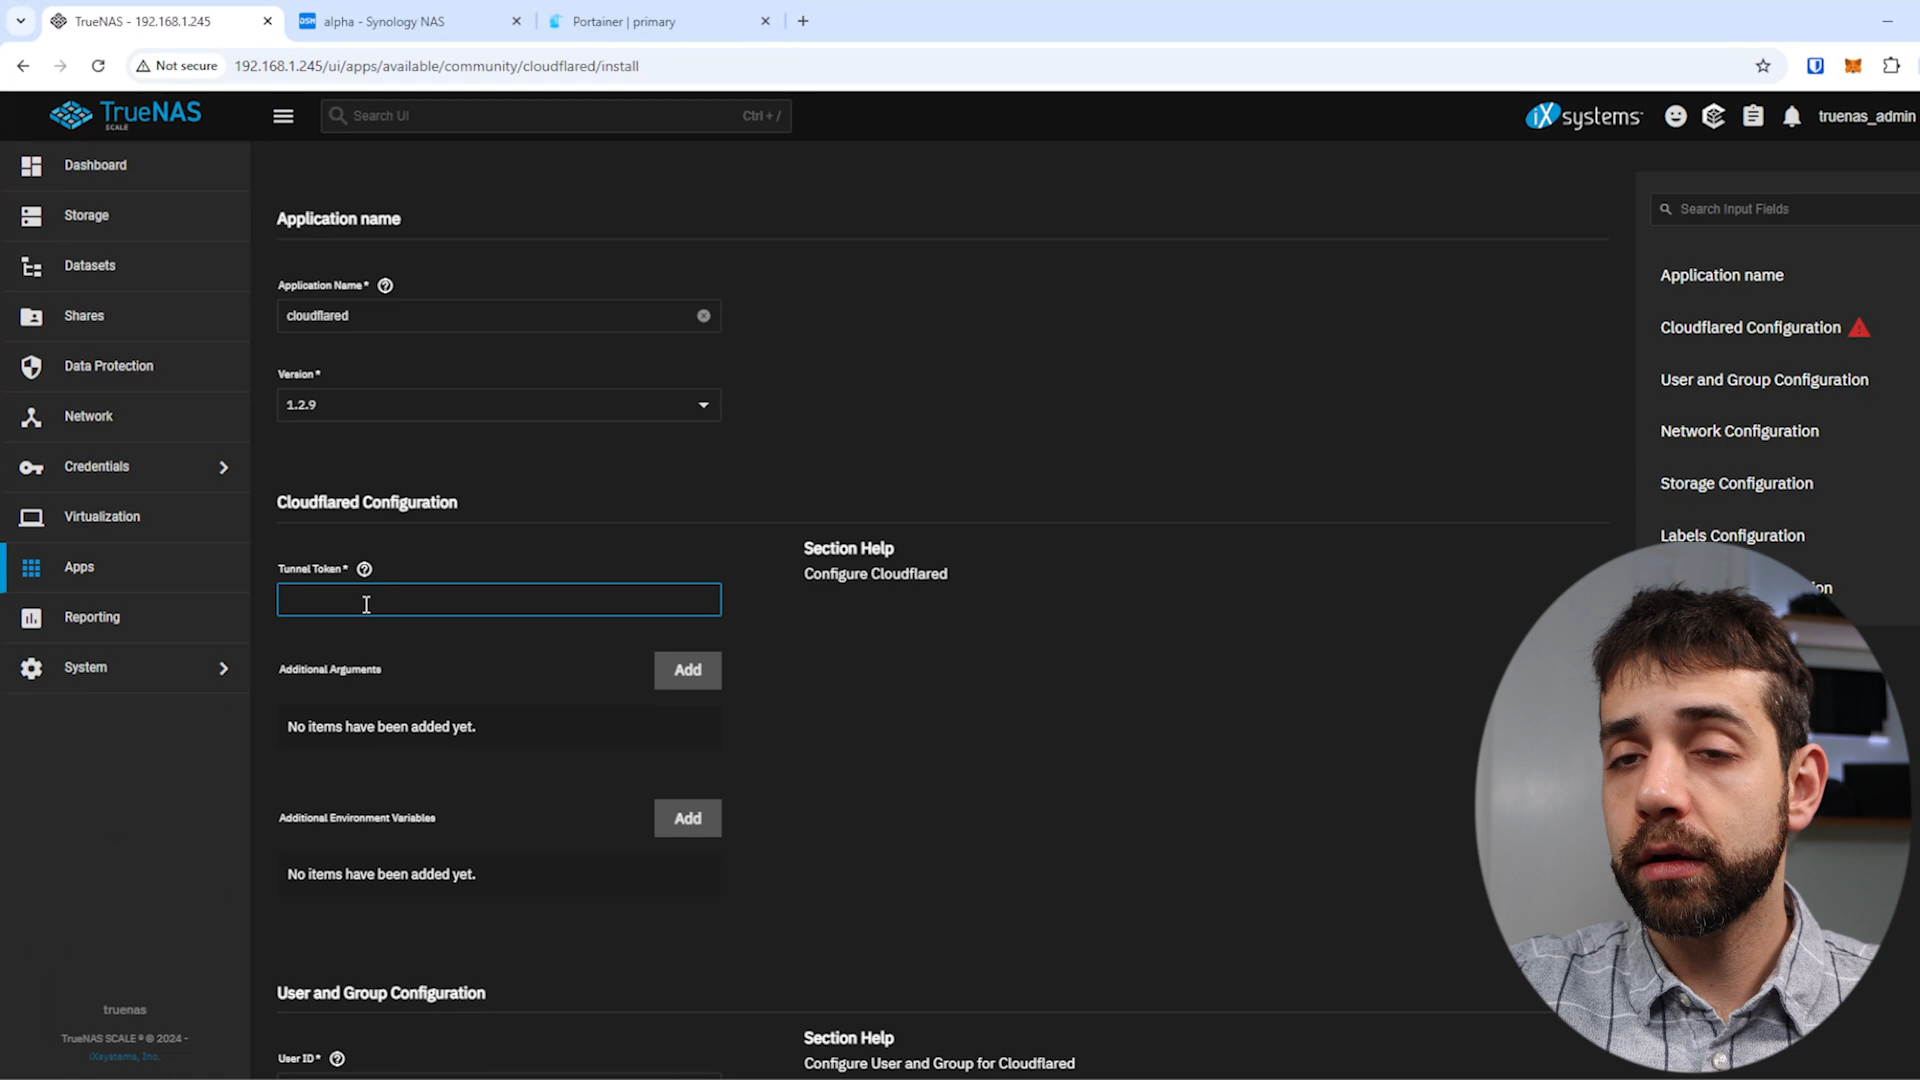 TrueNAS - 192.168.1.245
DSM alpha - Synology NAS
Portainer | primary
Not secure 192.168.1.245/ui/apps/available/community/cloudflared/install
TrueNAS
SCALE
Search UI Ctrl + /
iXsystems
truenas_admin
Dashboard
Storage
Datasets
Shares
Data Protection
Network
Credentials
Virtualization
Apps
Reporting
System
truenas
TrueNAS SCALE ® © 2024 -
iXsystems, Inc.
Application name
Application Name *
cloudflared
Version *
1.2.9
Cloudflared Configuration
Tunnel Token *
Section Help
Configure Cloudflared
Additional Arguments
Add
No items have been added yet.
Additional Environment Variables
Add
No items have been added yet.
User and Group Configuration
User ID *
Section Help
Configure User and Group for Cloudflared
Search Input Fields
Application name
Cloudflared Configuration
User and Group Configuration
Network Configuration
Storage Configuration
Labels Configuration